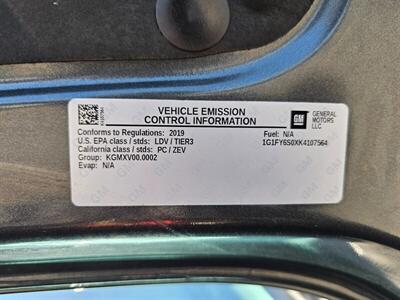 VEHICLE EMISSION
CONTROL INFORMATION
GM
GENERAL
MOTORS
LLC
Conforms to Regulations: 2019
U.S. EPA class / stds: LDV / TIER3
California class / stds: PC / ZEV
Group: KGMXV00.0002
Evap: N/A
Fuel: N/A
1G1FY6S0XK4107564